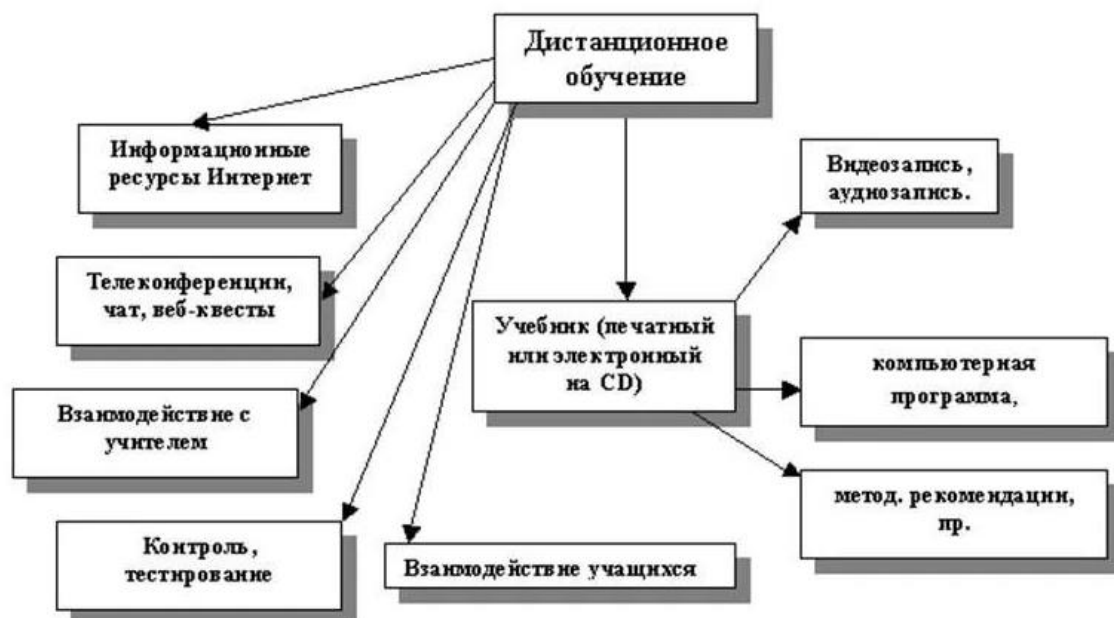 Дистанционное
обучение
Информационные
ресурсы Интернет
Видеозапись,
аудиозапись.
Телеконференции,
чат, веб-квесты
Учебник (печатный
или электронный
на CD)
компьютерная
программа,
Взаимодействие с
учителем
метод. рекомендации,
пр.
Контроль,
тестирование
Взаимодействие учащихся